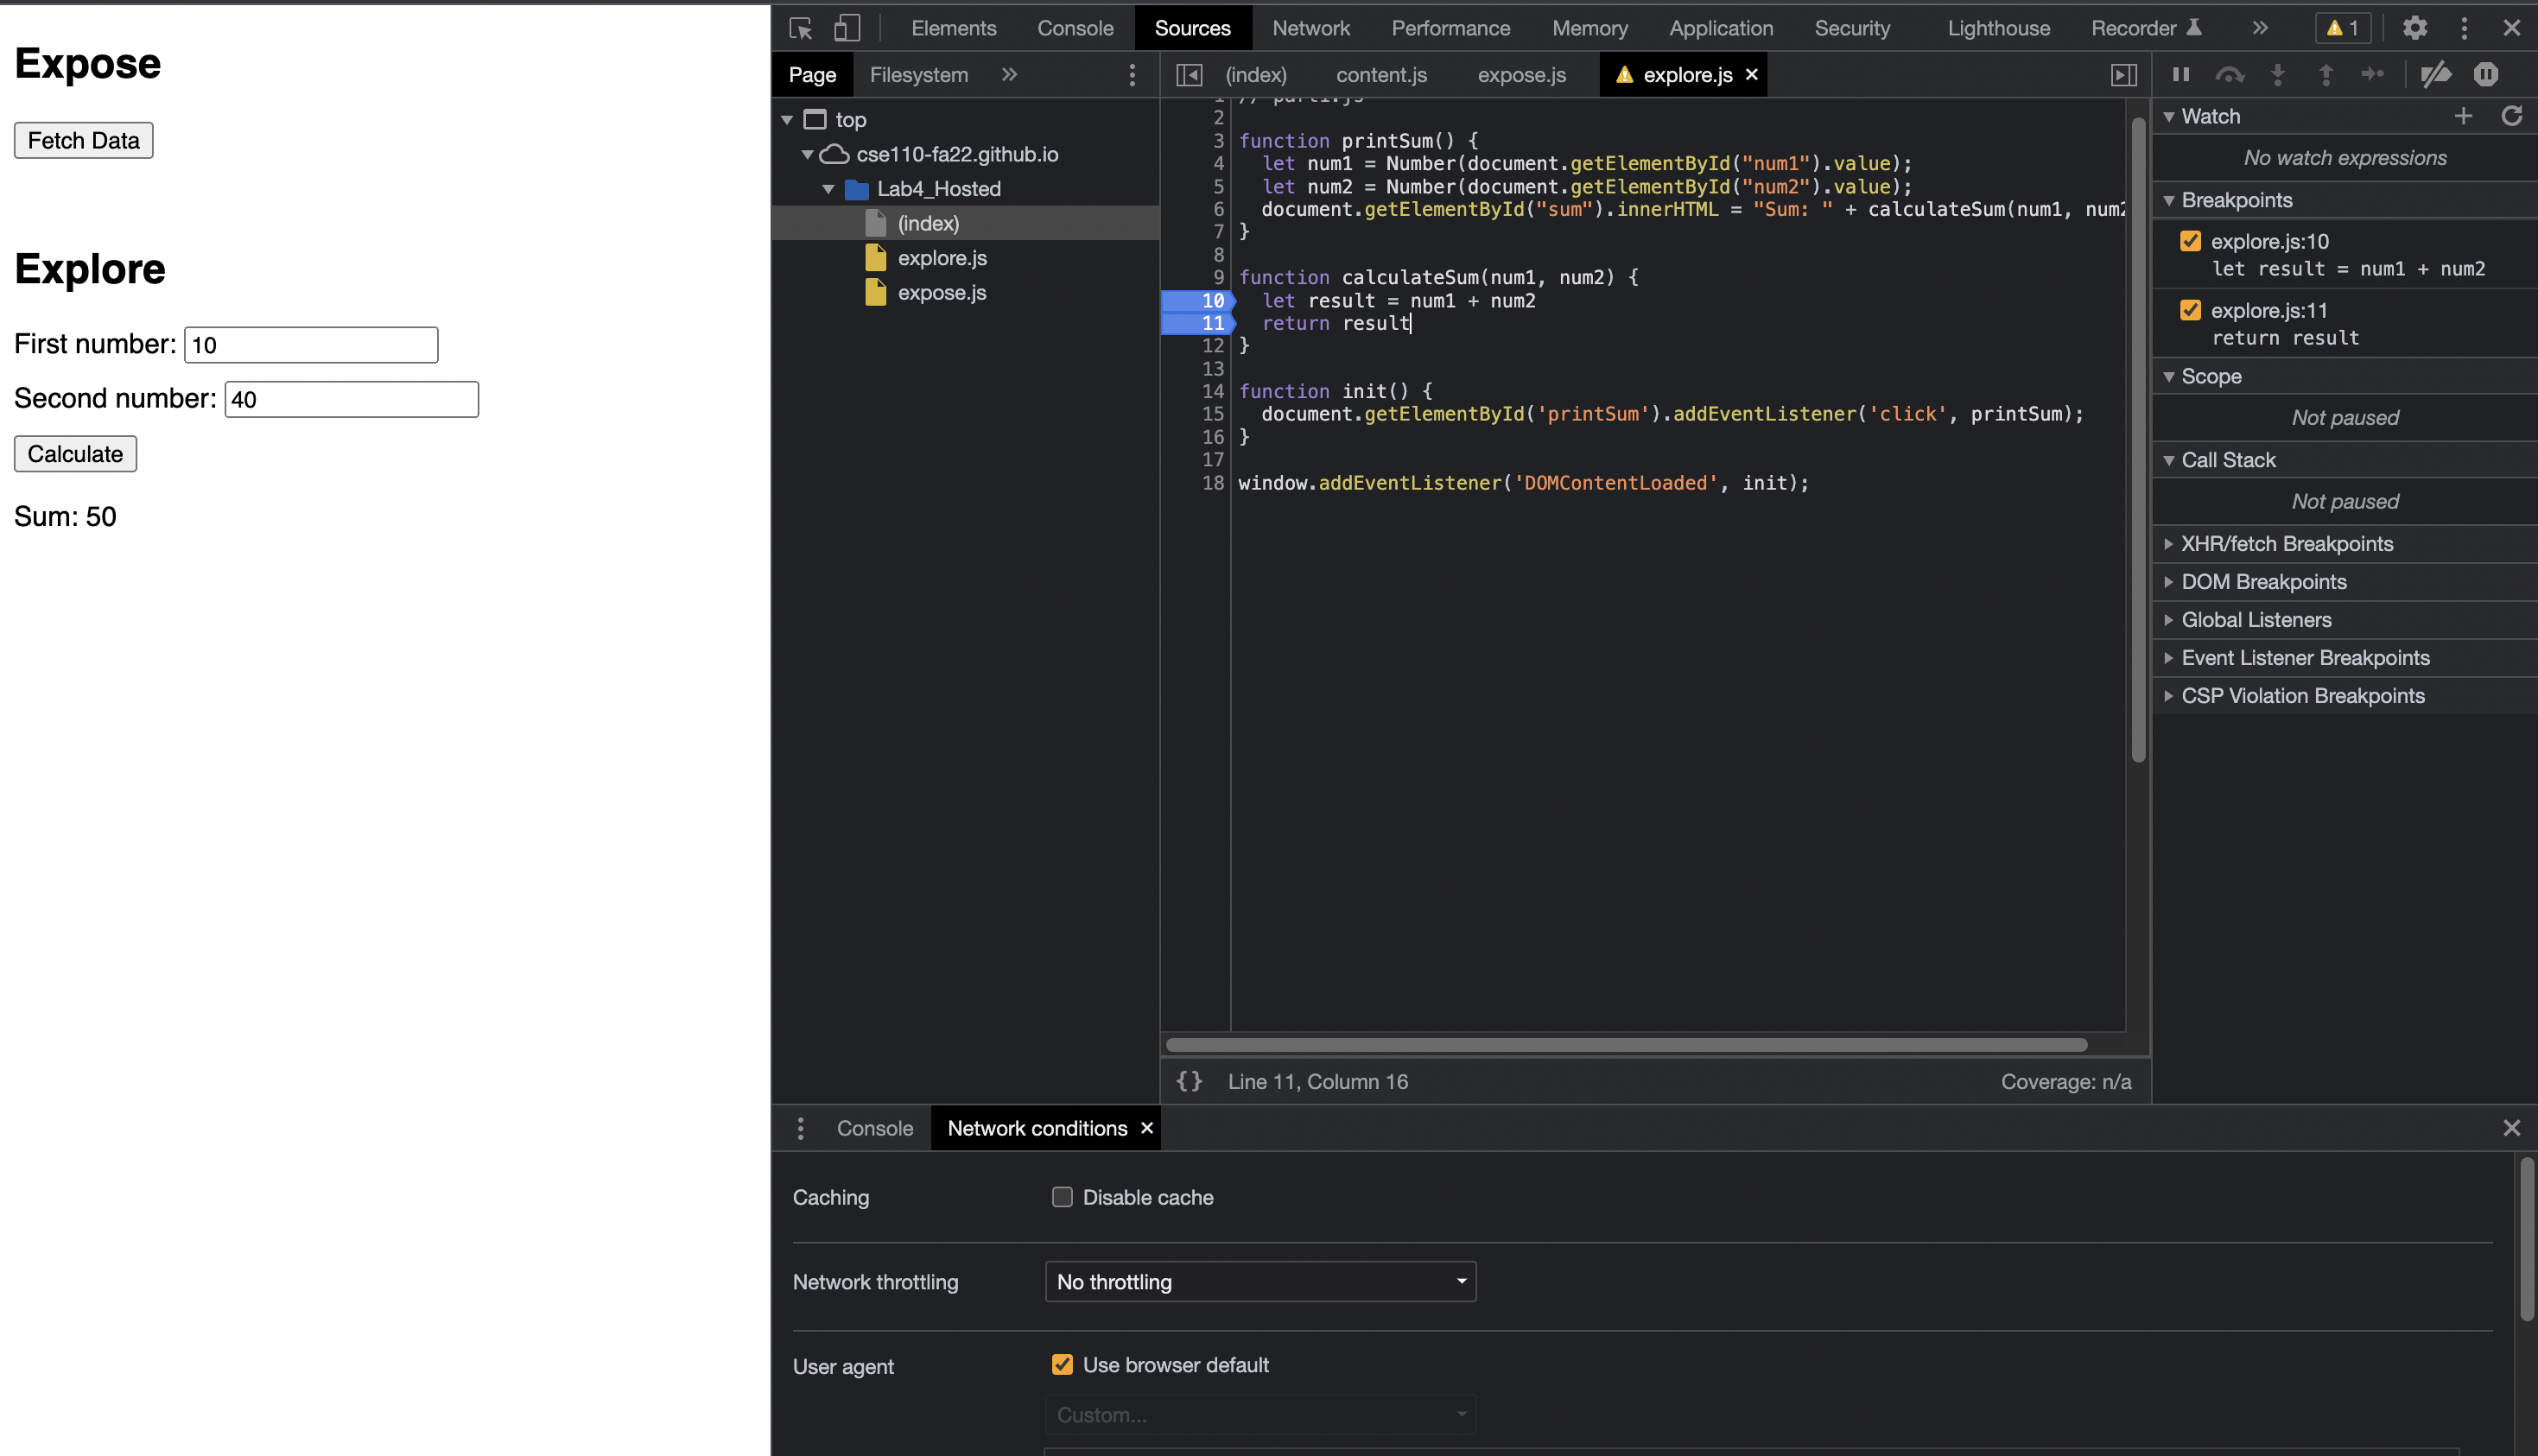 Expose
Fetch Data
Explore
First number: 10
Second number: 40
Calculate
Sum: 50
Elements Console Sources Network Performance Memory Application Security Lighthouse Recorder 1
Page Filesystem
top
cse110-fa22.github.io
Lab4_Hosted
(index)
explore.js
expose.js
(index) content.js expose.js explore.js
1 // part1.js
2
3 function printSum() {
4 let num1 = Number(document.getElementById("num1").value);
5 let num2 = Number(document.getElementById("num2").value);
6 document.getElementById("sum").innerHTML = "Sum: " + calculateSum(num1, num2
7 }
8
9 function calculateSum(num1, num2) {
10 let result = num1 + num2
11 return result
12 }
13
14 function init() {
15 document.getElementById('printSum').addEventListener('click', printSum);
16 }
17
18 window.addEventListener('DOMContentLoaded', init);
{} Line 11, Column 16 Coverage: n/a
Watch
No watch expressions
Breakpoints
explore.js:10
let result = num1 + num2
explore.js:11
return result
Scope
Not paused
Call Stack
Not paused
XHR/fetch Breakpoints
DOM Breakpoints
Global Listeners
Event Listener Breakpoints
CSP Violation Breakpoints
Console Network conditions
Caching Disable cache
Network throttling No throttling
User agent Use browser default
Custom...